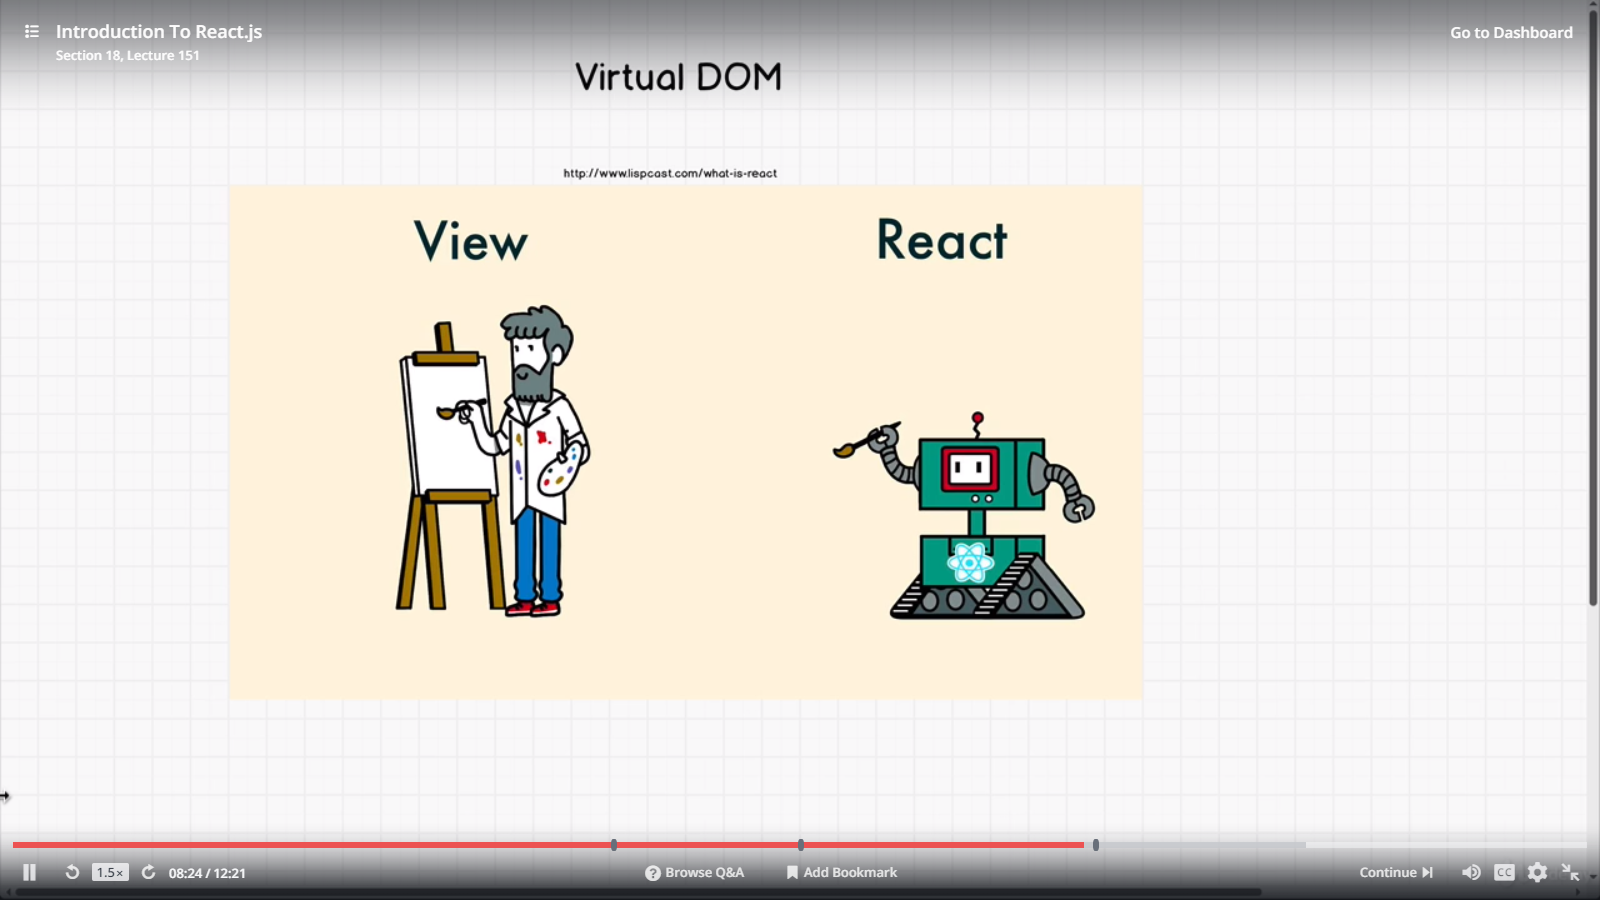 Introduction To React.js
Go to Dashboard
Section 18, Lecture 151
Virtual DOM
http://www.lispcast.com/what-is-react
View
React
1.5×
08:24 / 12:21
? Browse Q&A
Add Bookmark
Continue
CC